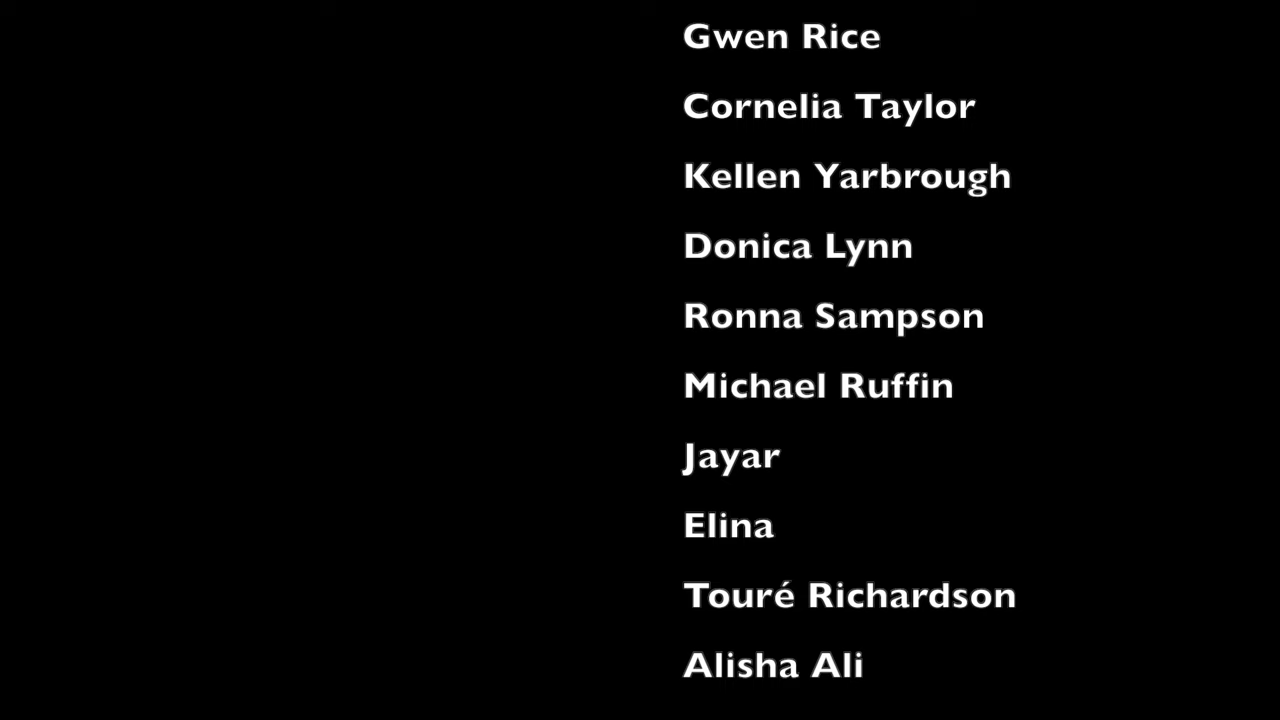 Gwen Rice
Cornelia Taylor
Kellen Yarbrough
Donica Lynn
Ronna Sampson
Michael Ruffin
Jayar
Elina
Touré Richardson
Alisha Ali